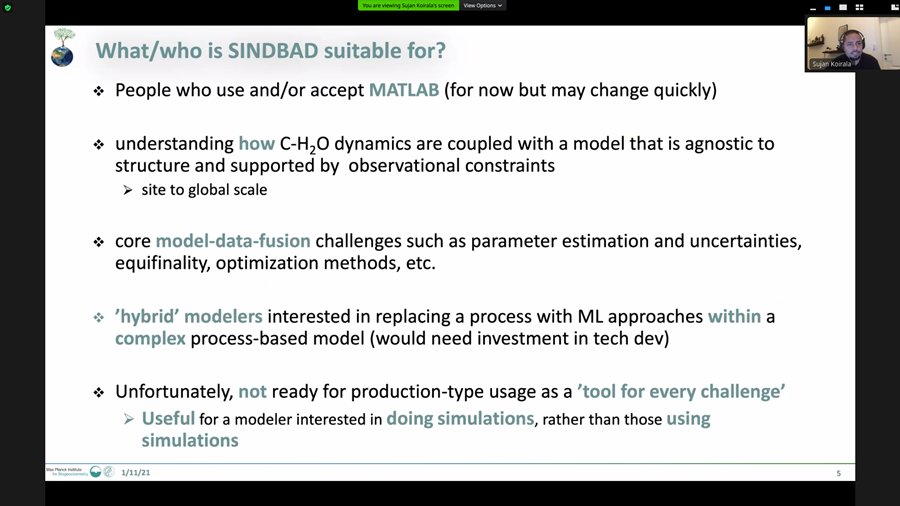 You are viewing Sujan Koirala's screen
View Options
What/who is SINDBAD suitable for?
Sujan Koirala
People who use and/or accept MATLAB (for now but may change quickly)
understanding how C-H₂O dynamics are coupled with a model that is agnostic to
structure and supported by observational constraints
site to global scale
core model-data-fusion challenges such as parameter estimation and uncertainties,
equifinality, optimization methods, etc.
’hybrid’ modelers interested in replacing a process with ML approaches within a
complex process-based model (would need investment in tech dev)
Unfortunately, not ready for production-type usage as a ’tool for every challenge’
Useful for a modeler interested in doing simulations, rather than those using
simulations
Max Planck Institute
for Biogeochemistry
1/11/21
5